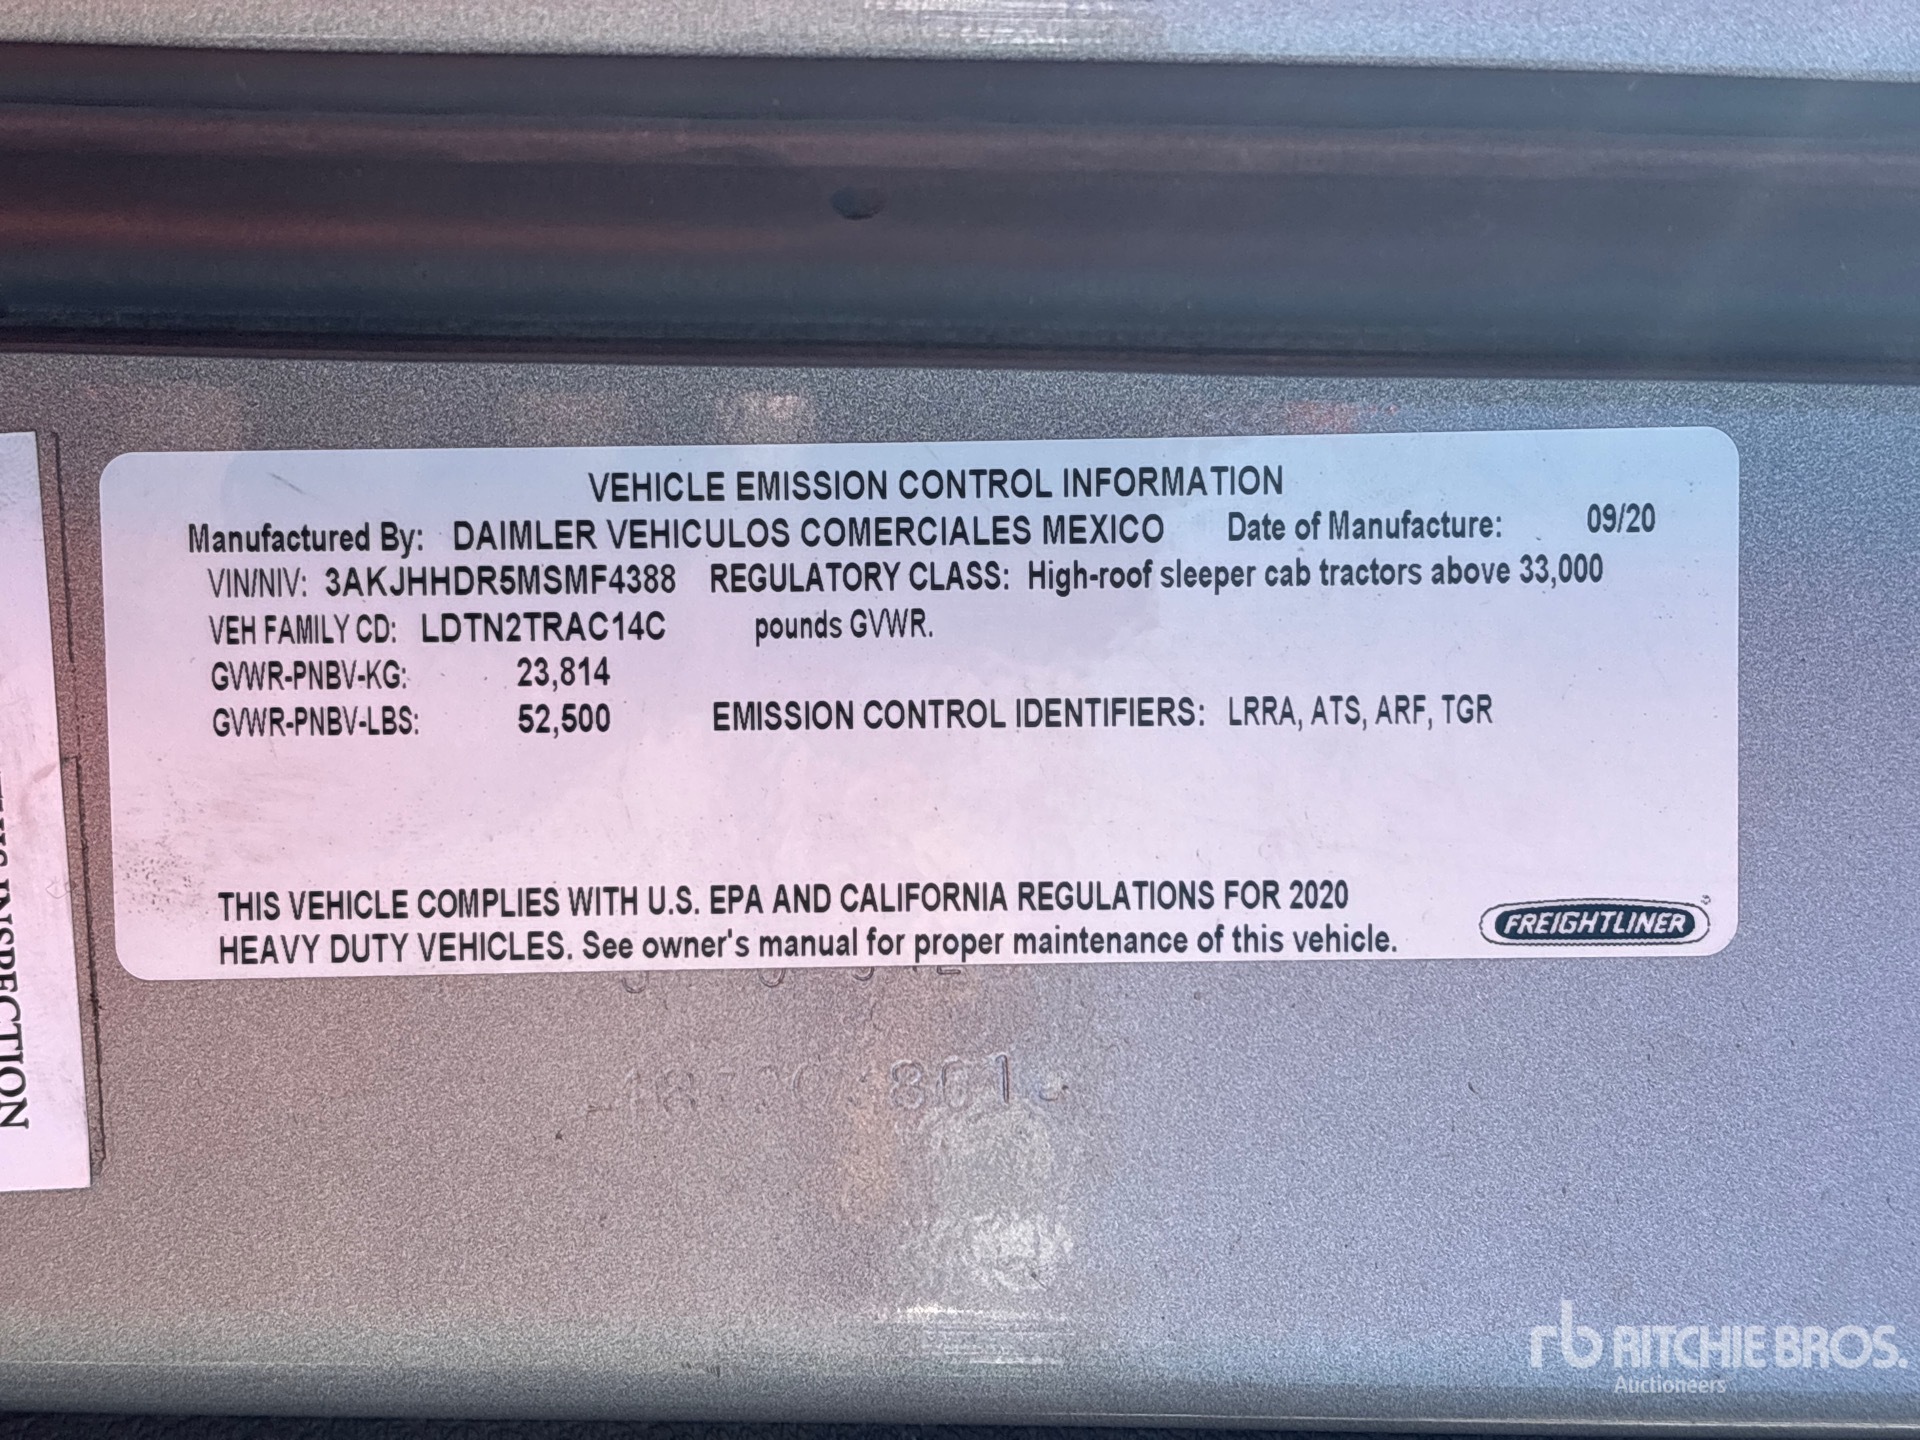 VEHICLE EMISSION CONTROL INFORMATION
Manufactured By: DAIMLER VEHICULOS COMERCIALES MEXICO Date of Manufacture: 09/20
VIN/NIV: 3AKJHHDR5MSMF4388 REGULATORY CLASS: High-roof sleeper cab tractors above 33,000
VEH FAMILY CD: LDTN2TRAC14C pounds GVWR.
GVWR-PNBV-KG: 23,814
GVWR-PNBV-LBS: 52,500 EMISSION CONTROL IDENTIFIERS: LRRA, ATS, ARF, TGR
THIS VEHICLE COMPLIES WITH U.S. EPA AND CALIFORNIA REGULATIONS FOR 2020
HEAVY DUTY VEHICLES. See owner's manual for proper maintenance of this vehicle.
FREIGHTLINER
INSPECTION
rb RITCHIE BROS.
Auctioneers